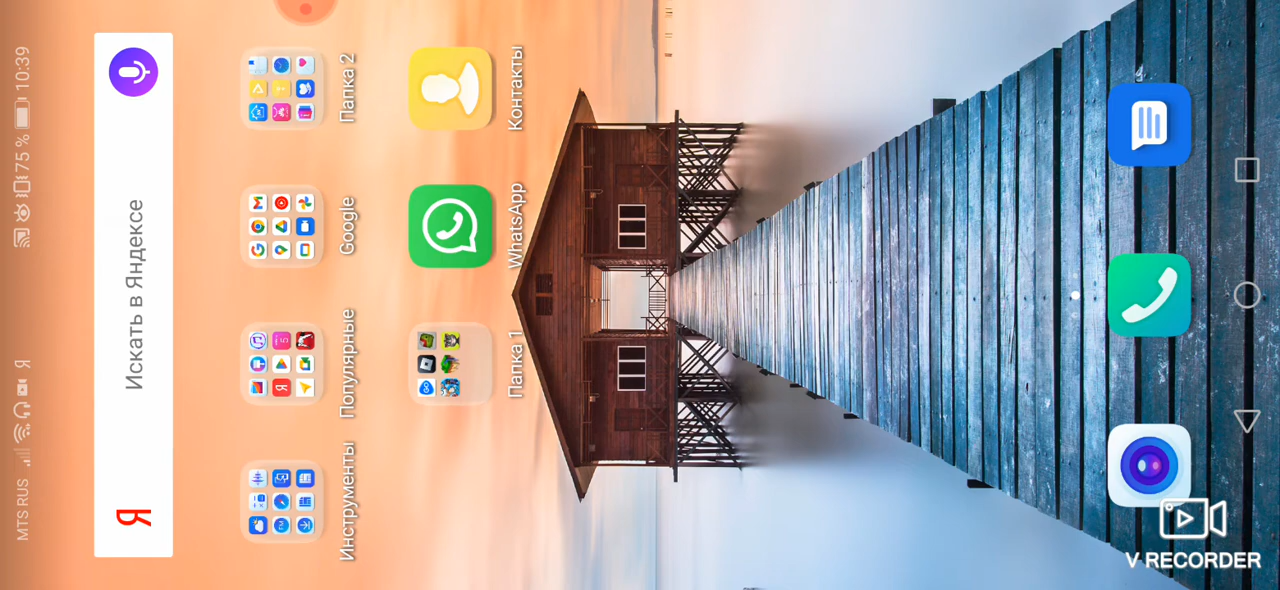 MTS RUS Я 75 % 10:39
Я Искать в Яндексе
Инструменты Популярные Google Папка 2
Папка 1 WhatsApp Контакты
V RECORDER